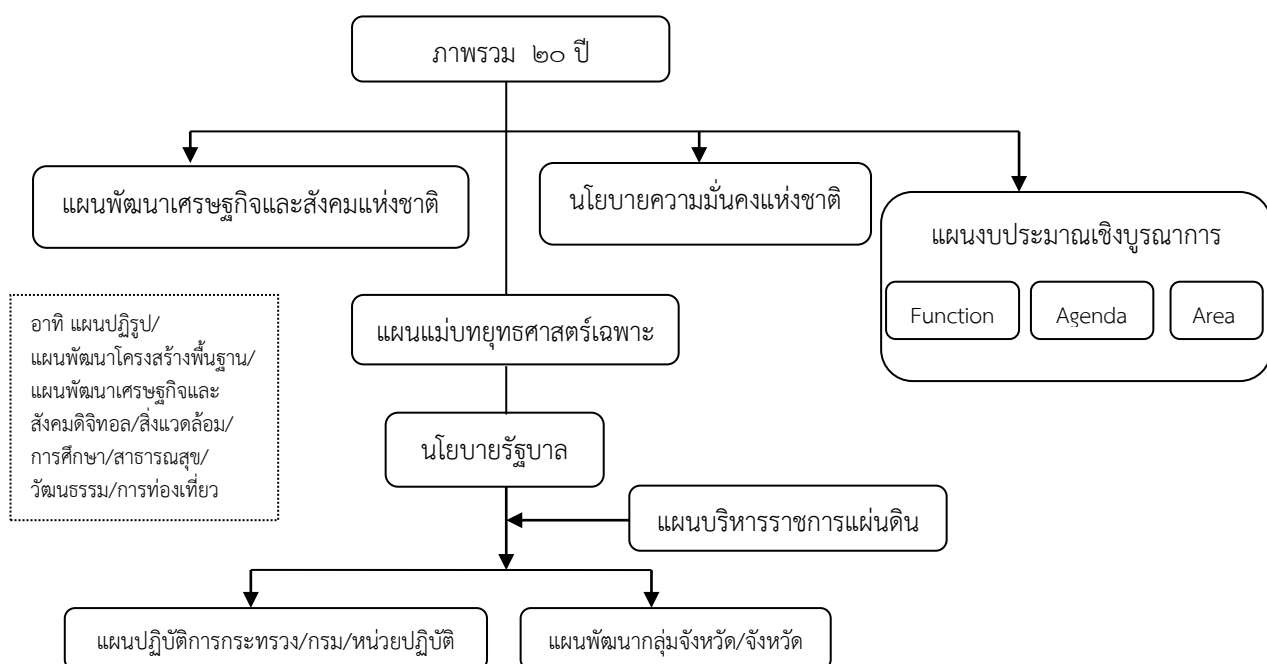 ภาพรวม ๒๐ ปี
แผนพัฒนาเศรษฐกิจและสังคมแห่งชาติ
นโยบายความมั่นคงแห่งชาติ
แผนงบประมาณเชิงบูรณาการ
Function
Agenda
Area
อาทิ แผนปฏิรูป/
แผนพัฒนาโครงสร้างพื้นฐาน/
แผนพัฒนาเศรษฐกิจและ
สังคมดิจิทอล/สิ่งแวดล้อม/
การศึกษา/สาธารณสุข/
วัฒนธรรม/การท่องเที่ยว
แผนแม่บทยุทธศาสตร์เฉพาะ
นโยบายรัฐบาล
แผนบริหารราชการแผ่นดิน
แผนปฏิบัติการกระทรวง/กรม/หน่วยปฏิบัติ
แผนพัฒนากลุ่มจังหวัด/จังหวัด